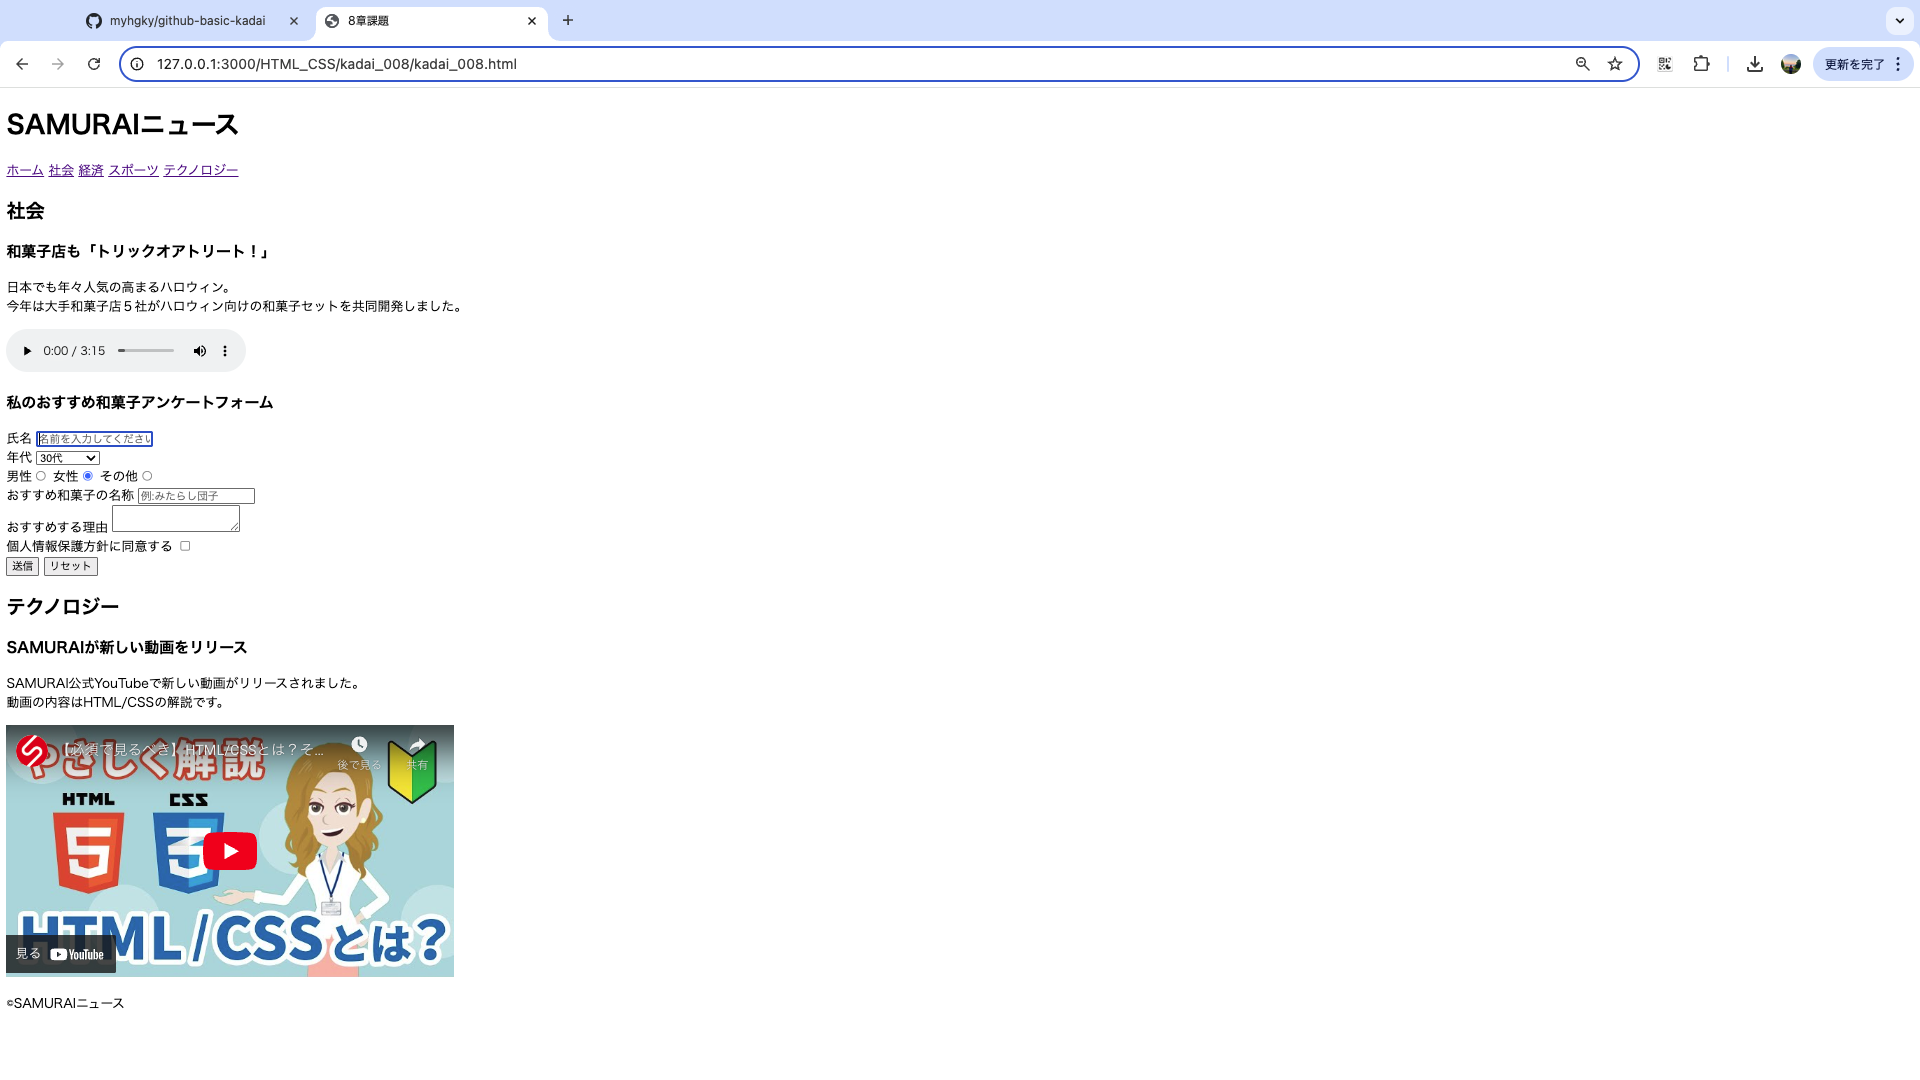 myhgky/github-basic-kadai
8章課題
127.0.0.1:3000/HTML_CSS/kadai_008/kadai_008.html
更新を完了
SAMURAIニュース
ホーム 社会 経済 スポーツ テクノロジー
社会
和菓子店も「トリックオアトリート！」
日本でも年々人気の高まるハロウィン。
今年は大手和菓子店５社がハロウィン向けの和菓子セットを共同開発しました。
0:00 / 3:15
私のおすすめ和菓子アンケートフォーム
氏名 名前を入力してください
年代 30代
男性 女性 その他
おすすめ和菓子の名称 例:みたらし団子
おすすめする理由
個人情報保護方針に同意する
送信 リセット
テクノロジー
SAMURAIが新しい動画をリリース
SAMURAI公式YouTubeで新しい動画がリリースされました。
動画の内容はHTML/CSSの解説です。
【必須で見るべき】HTML/CSSとは？そ...
後で見る 共有
やさしく解説
HTML CSS
5 3
HTML/CSSとは？
見る YouTube
©SAMURAIニュース